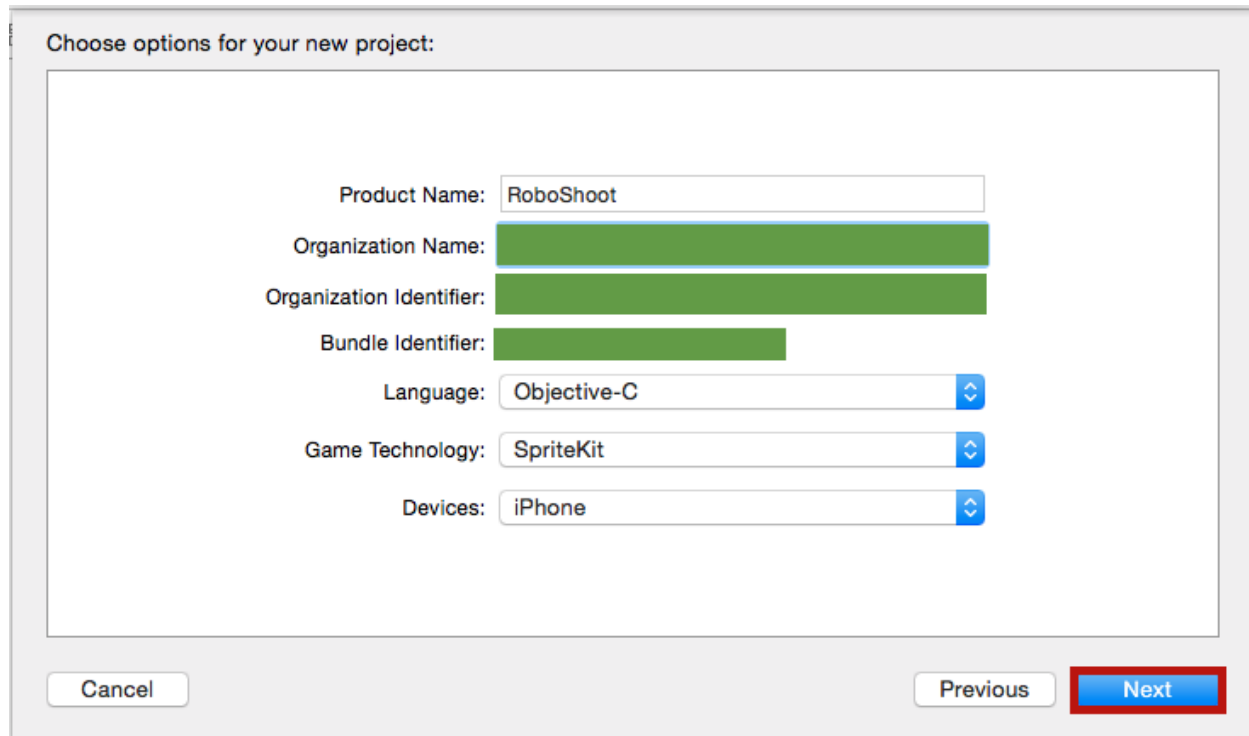 Choose options for your new project:
Product Name: RoboShoot
Organization Name:
Organization Identifier:
Bundle Identifier:
Language: Objective-C
Game Technology: SpriteKit
Devices: iPhone
Cancel Previous Next